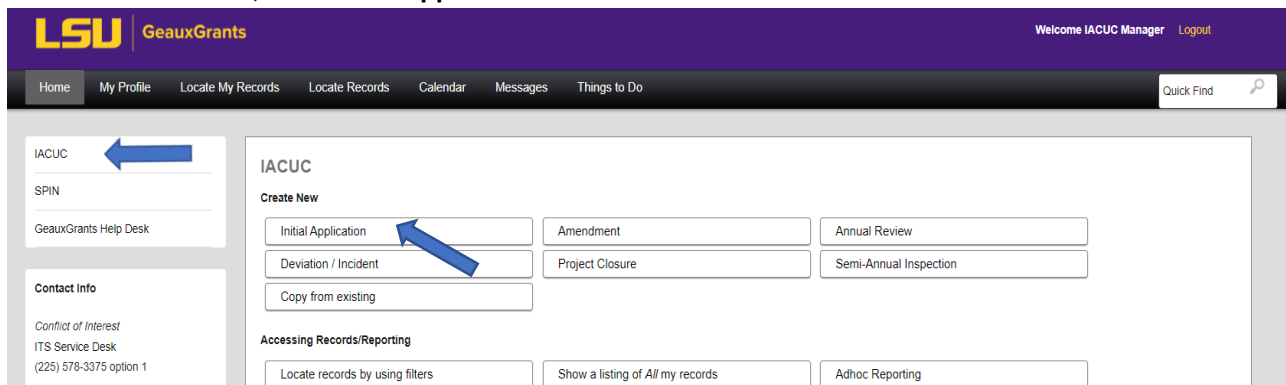 LSU GeauxGrants
Welcome IACUC Manager Logout
Home My Profile Locate My Records Locate Records Calendar Messages Things to Do
Quick Find
IACUC
SPIN
GeauxGrants Help Desk
Contact Info
Conflict of Interest
ITS Service Desk
(225) 578-3375 option 1
IACUC
Create New
Initial Application Amendment Annual Review
Deviation / Incident Project Closure Semi-Annual Inspection
Copy from existing
Accessing Records/Reporting
Locate records by using filters Show a listing of All my records Adhoc Reporting